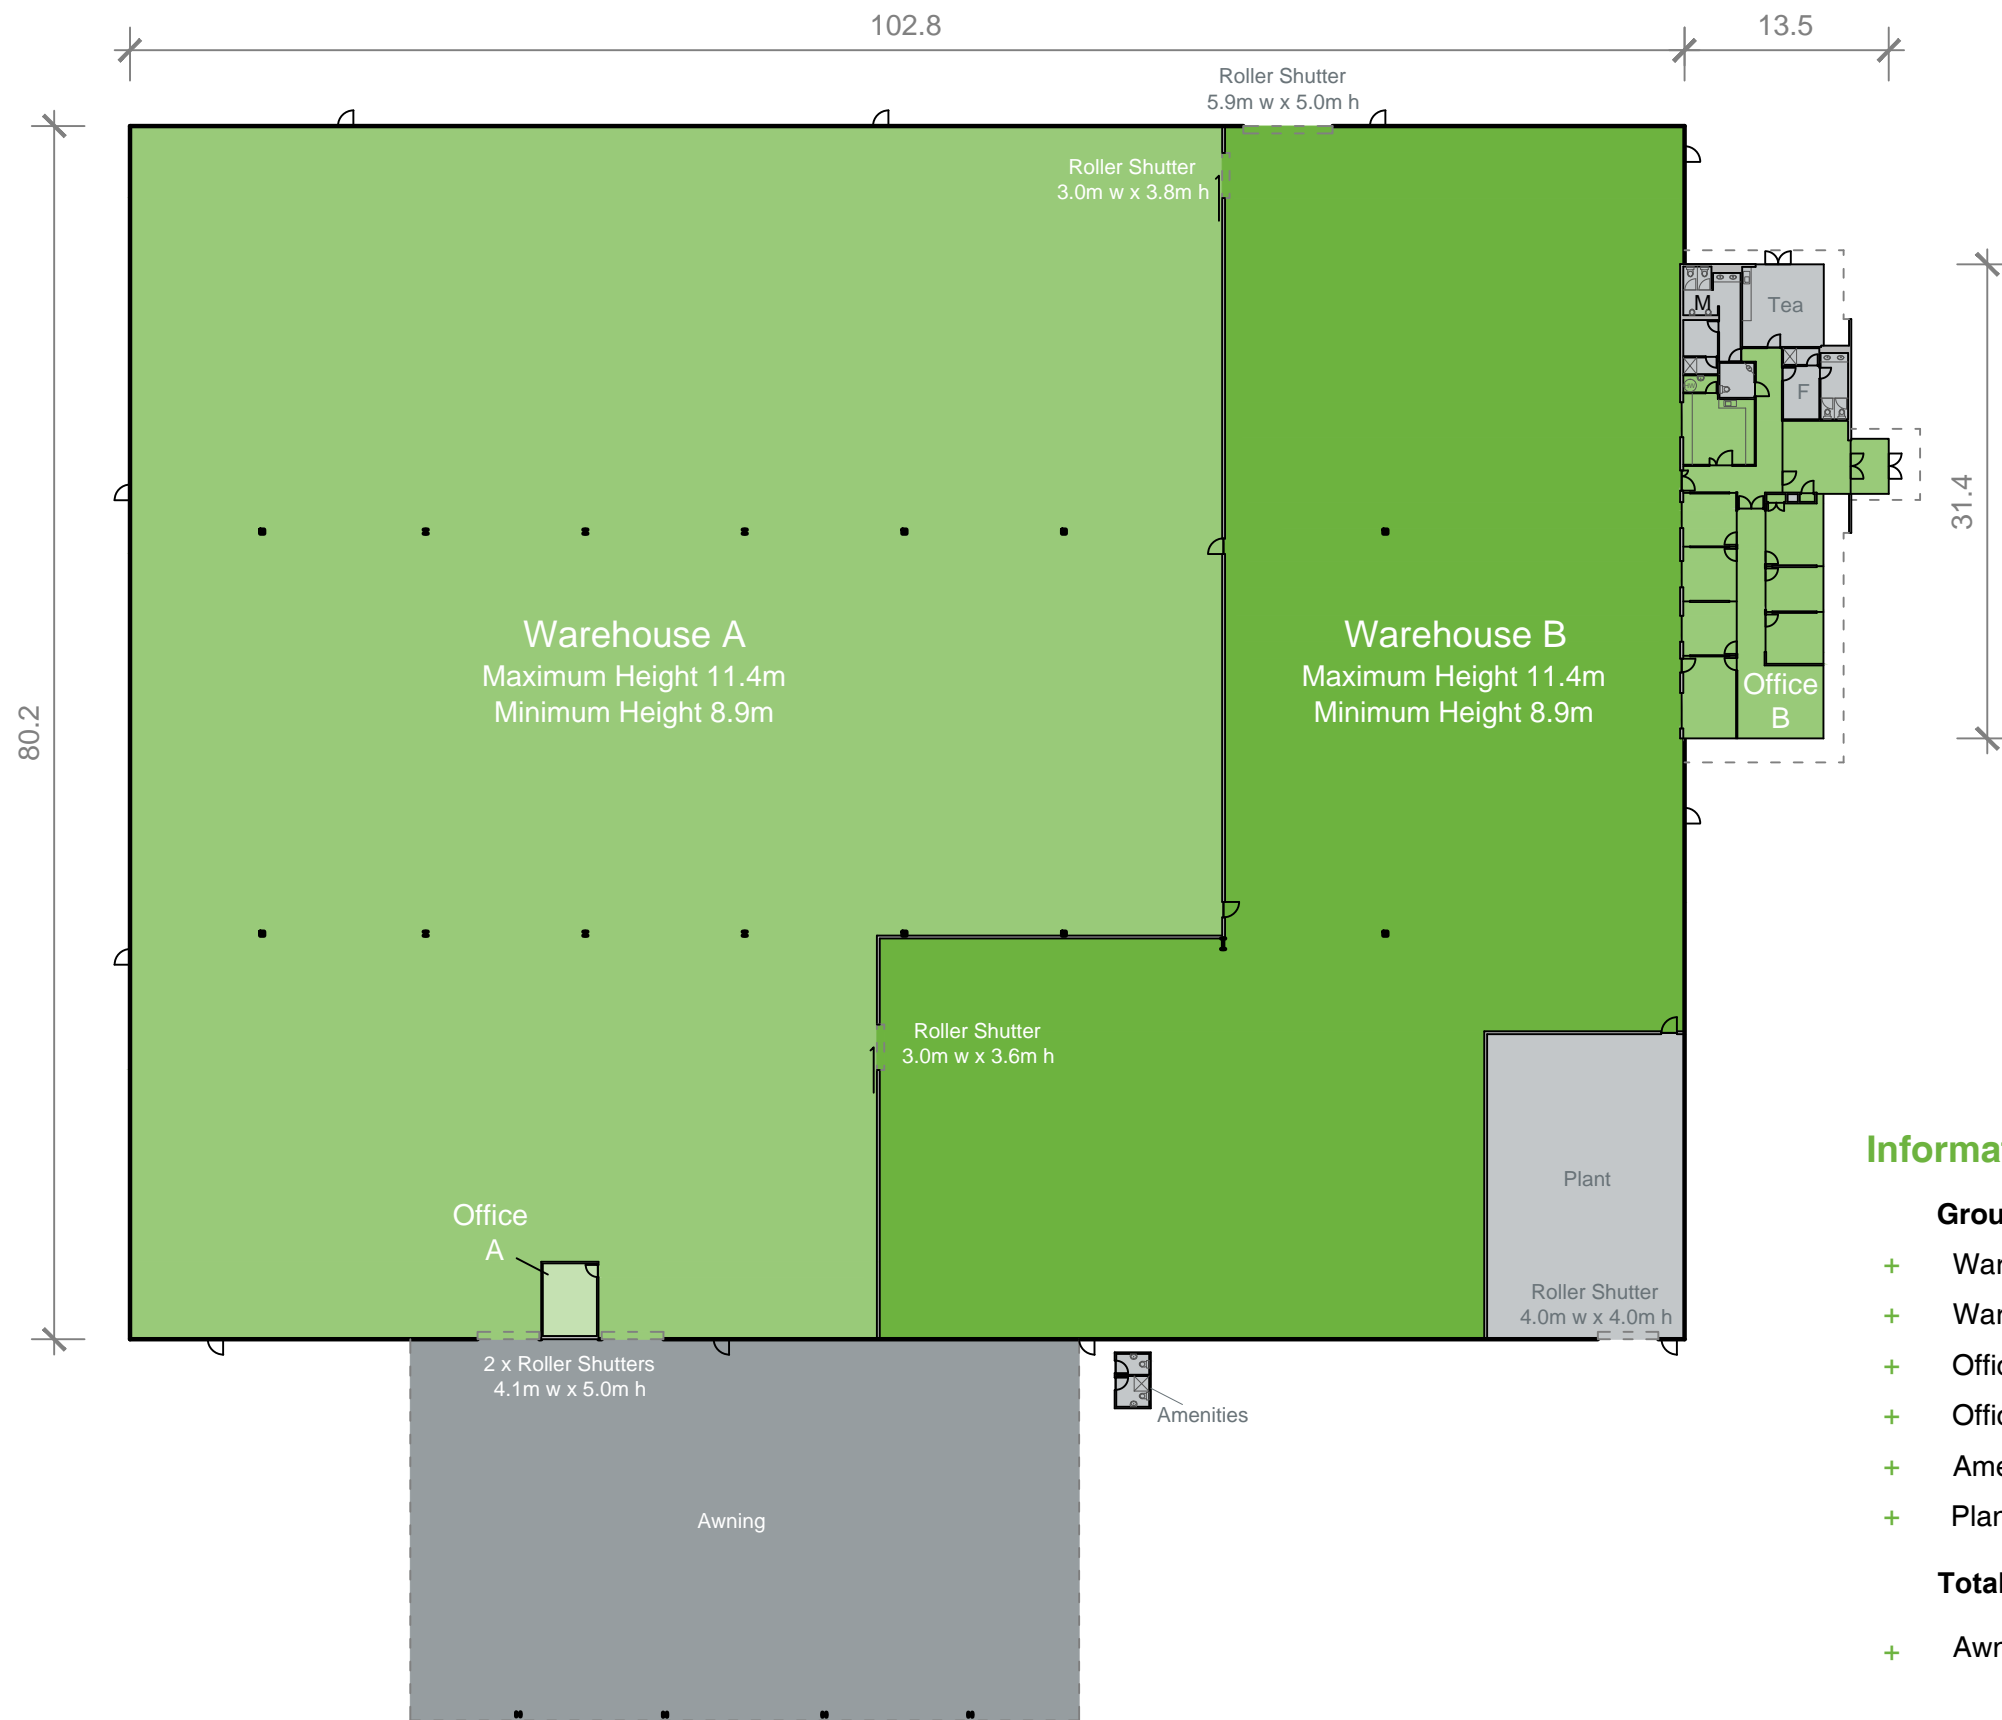 102.8
13.5
Roller Shutter
5.9m w x 5.0m h
Roller Shutter
3.0m w x 3.8m h
M
Tea
F
31.4
Warehouse A
Maximum Height 11.4m
Minimum Height 8.9m
Warehouse B
Maximum Height 11.4m
Minimum Height 8.9m
Office
B
80.2
Roller Shutter
3.0m w x 3.6m h
Plant
Office
A
Roller Shutter
4.0m w x 4.0m h
2 x Roller Shutters
4.1m w x 5.0m h
Amenities
Awning
+
+
+
+
+
+
+